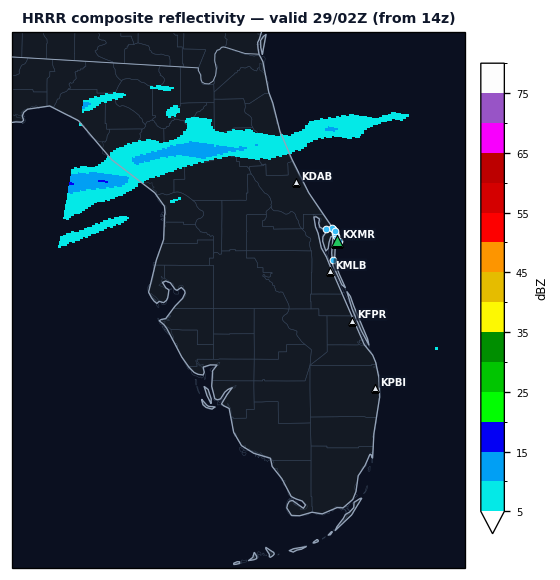 HRRR composite reflectivity — valid 29/02Z (from 14z)
75
65
55
45
35
25
15
5
dBZ
KDAB
KXMR
KMLB
KFPR
KPBI